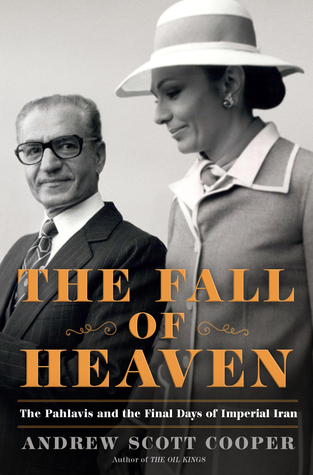 THE FALL
OF
HEAVEN
The Pahlavis and the Final Days of Imperial Iran
ANDREW SCOTT COOPER
Author of THE OIL KINGS